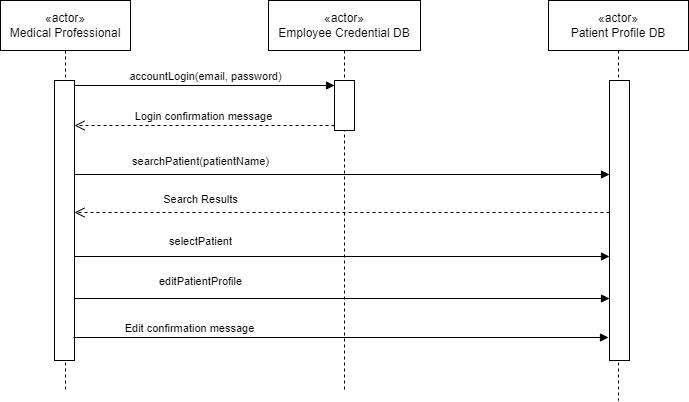 «actor»
Medical Professional
«actor»
Employee Credential DB
«actor»
Patient Profile DB
accountLogin(email, password)
Login confirmation message
searchPatient(patientName)
Search Results
selectPatient
editPatientProfile
Edit confirmation message